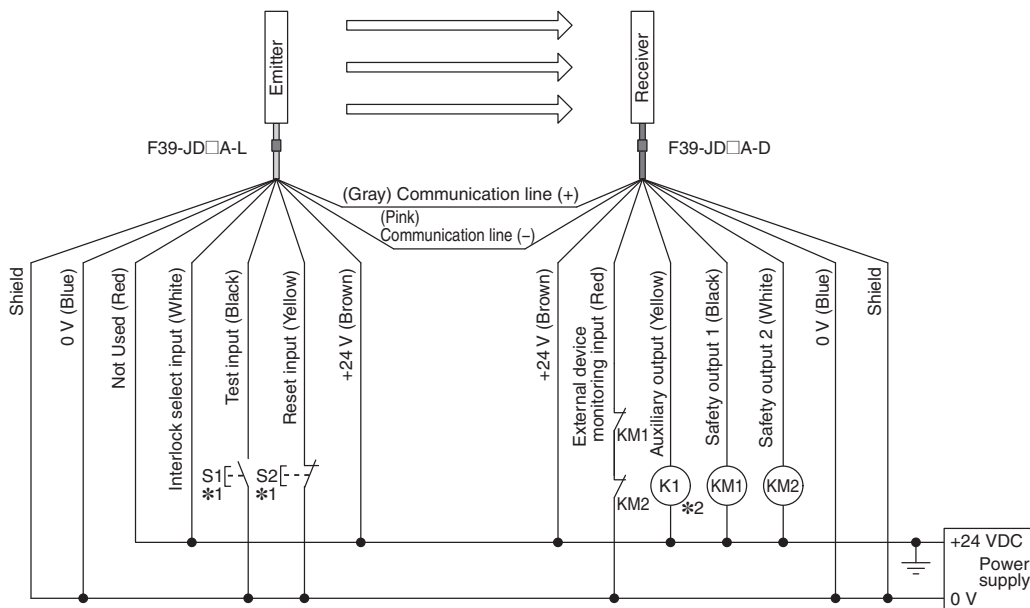 Emitter
Receiver
F39-JD□A-L
F39-JD□A-D
(Gray) Communication line (+)
(Pink)
Communication line (−)
Shield
0 V (Blue)
Not Used (Red)
Interlock select input (White)
Test input (Black)
Reset input (Yellow)
+24 V (Brown)
+24 V (Brown)
External device
monitoring input (Red)
Auxiliary output (Yellow)
Safety output 1 (Black)
Safety output 2 (White)
0 V (Blue)
Shield
S1
*1
S2
*1
KM1
KM2
K1
*2
KM1
KM2
+24 VDC
Power
supply
0 V